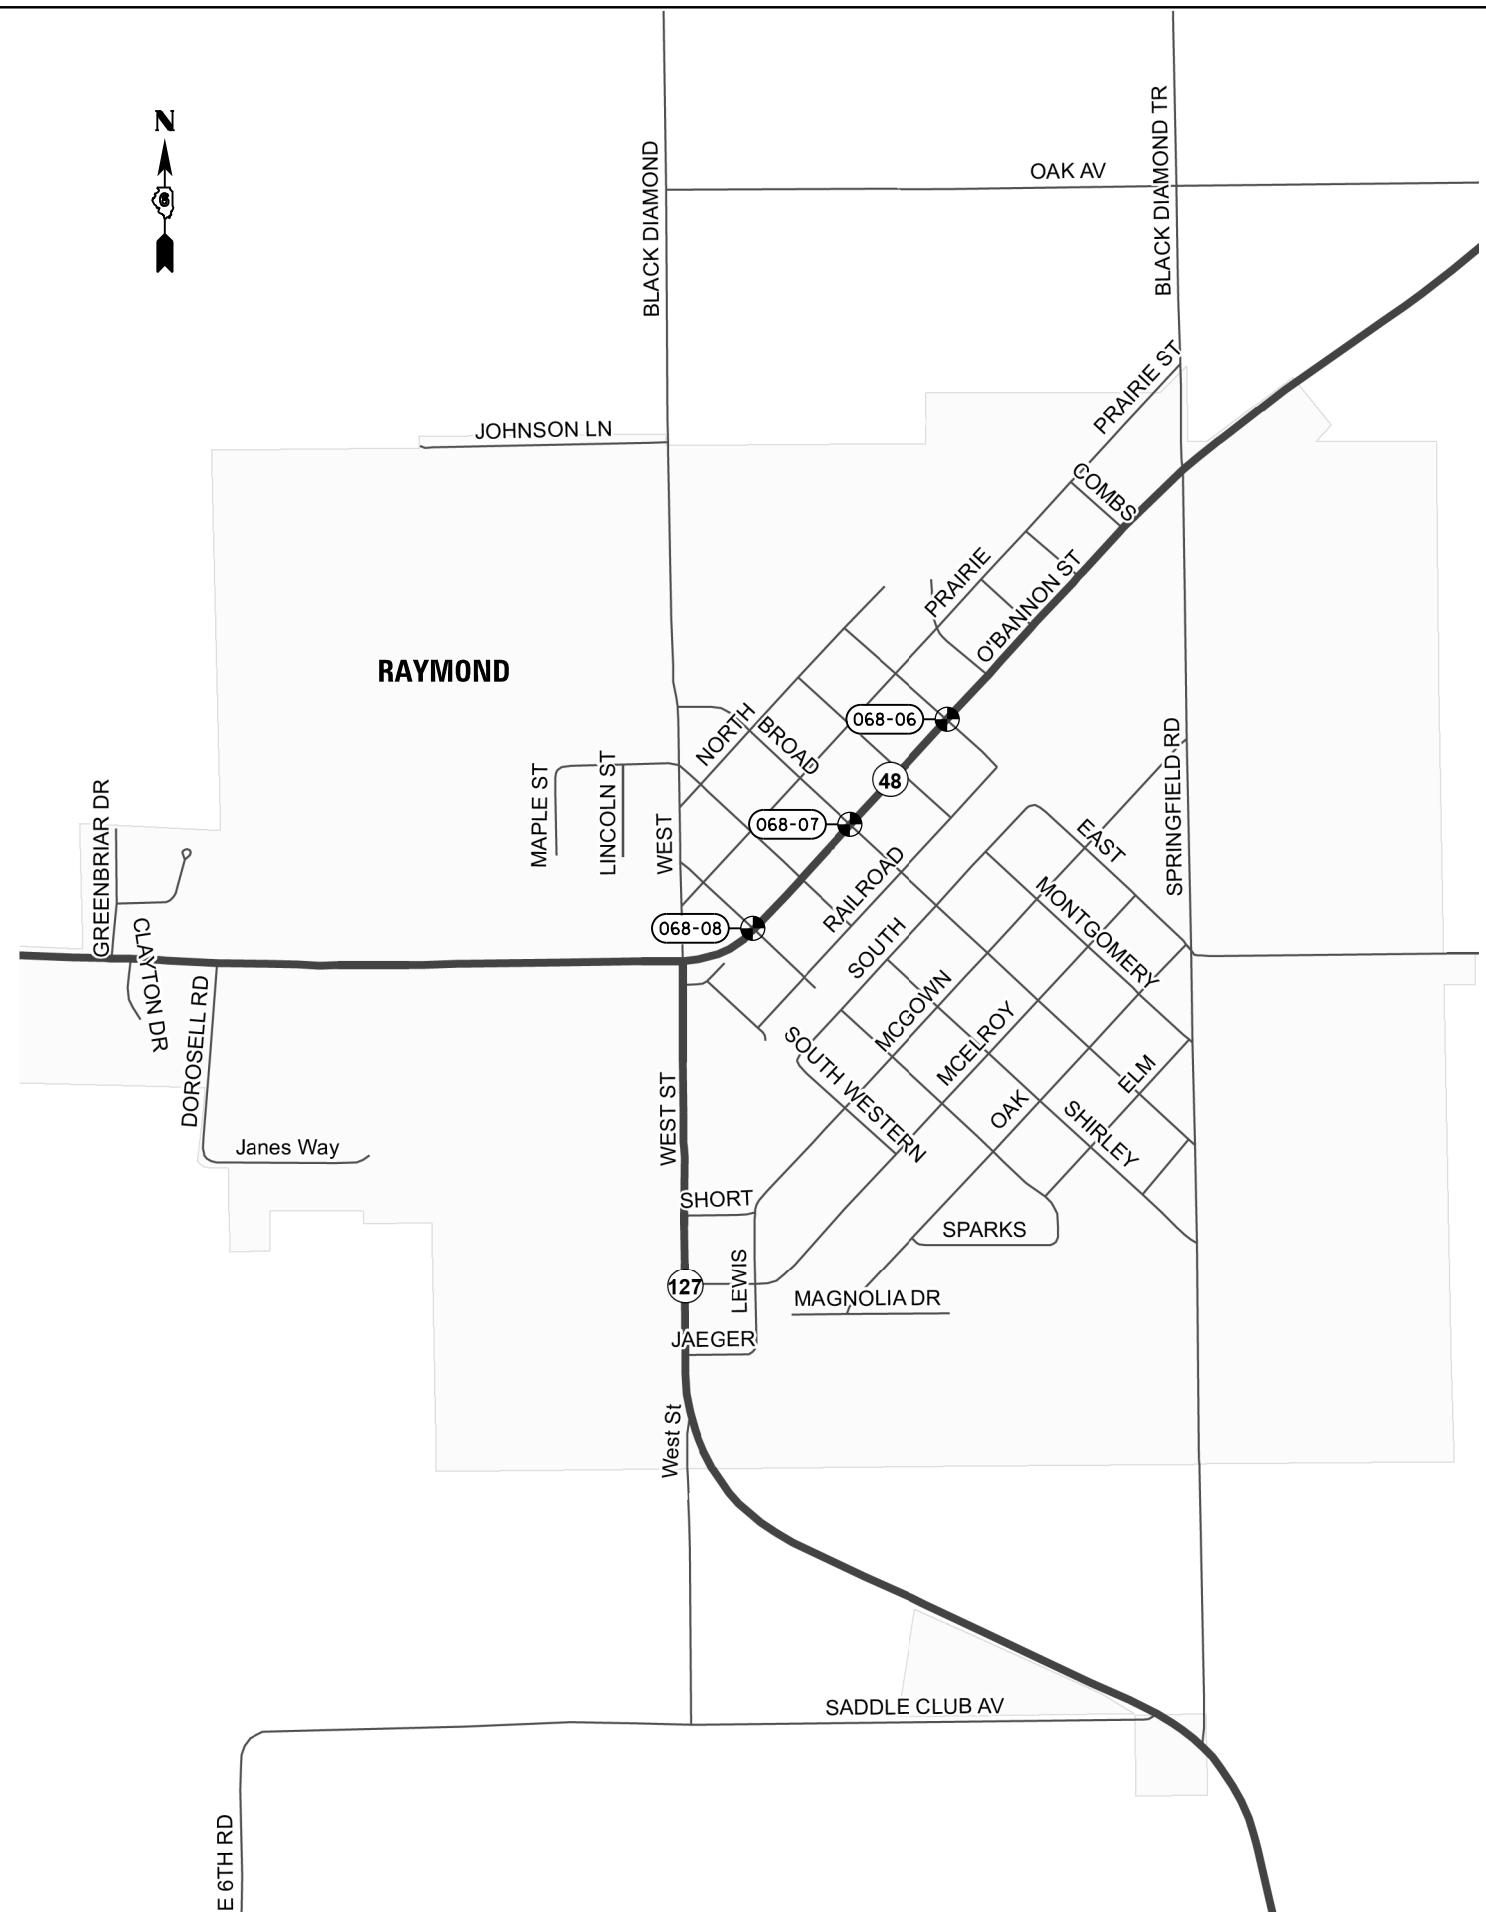 N
6
BLACK DIAMOND
BLACK DIAMOND TR
OAK AV
PRAIRIE ST
JOHNSON LN
COMBS
PRAIRIE
O'BANNON ST
RAYMOND
NORTH
BROAD
068-06
48
MAPLE ST
LINCOLN ST
WEST
068-07
SPRINGFIELD RD
EAST
GREENBRIAR DR
RAILROAD
MONTGOMERY
068-08
SOUTH
CLAYTON DR
DOROSELL RD
MCGOWN
MCELROY
SOUTH WESTERN
ELM
OAK
SHIRLEY
WEST ST
Janes Way
SHORT
SPARKS
LEWIS
127
MAGNOLIA DR
JAEGER
West St
SADDLE CLUB AV
E 6TH RD